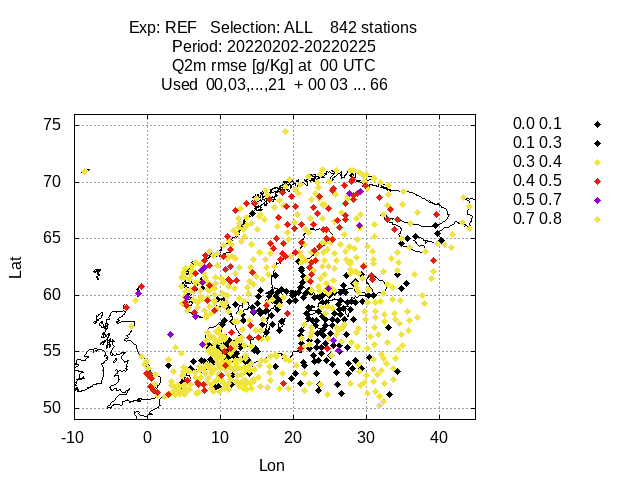 Exp: REF   Selection: ALL    842 stations
Period: 20220202-20220225
Q2m rmse [g/Kg] at  00 UTC
Used  00,03,...,21  + 00 03 ... 66
75
70
65
60
55
50
Lat
-10 0 10 20 30 40
Lon
0.0 0.1
0.1 0.3
0.3 0.4
0.4 0.5
0.5 0.7
0.7 0.8